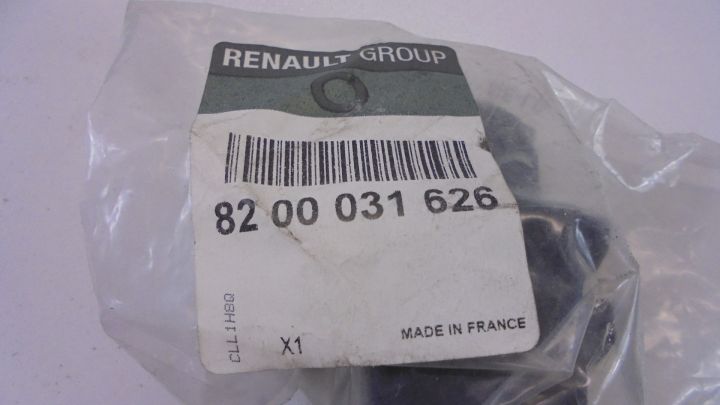 RENAULT GROUP
82 00 031 626
CLL1H8Q
X1
MADE IN FRANCE